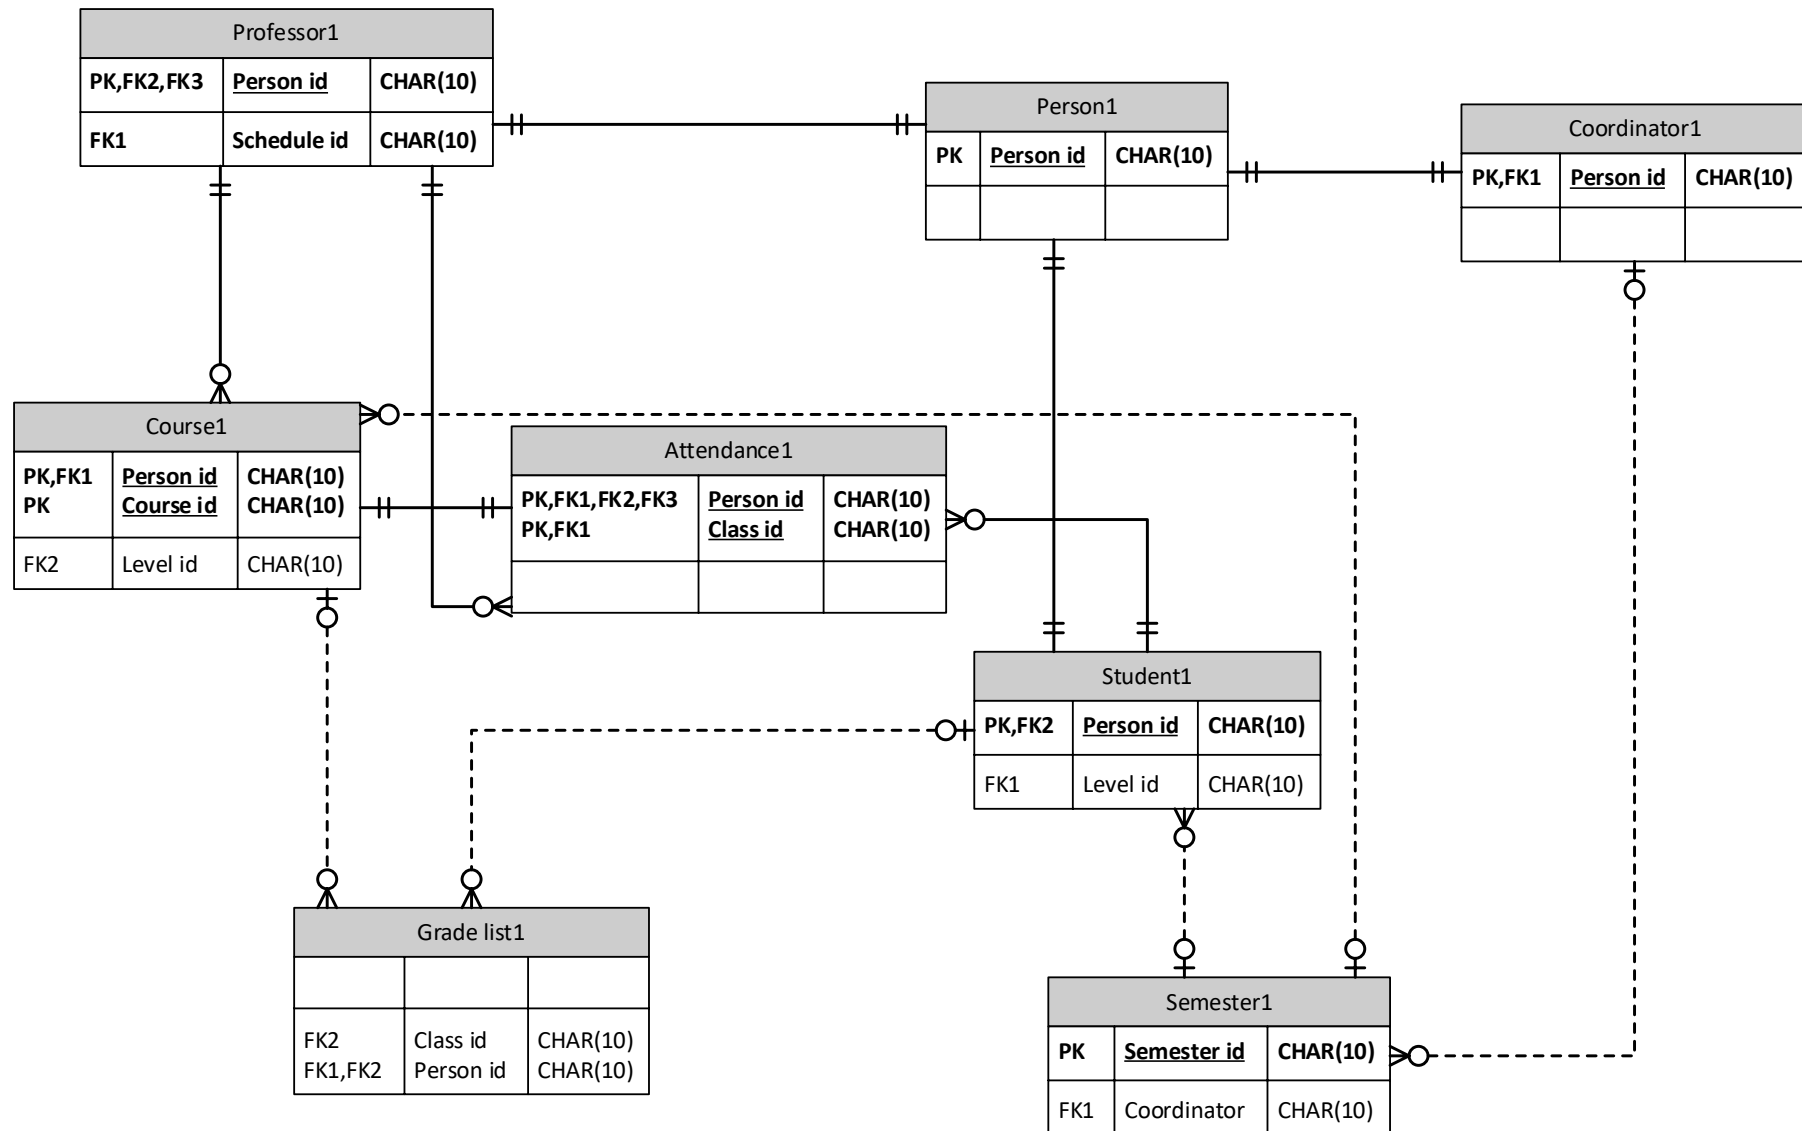 Professor1
PK,FK2,FK3 Person id CHAR(10)
FK1 Schedule id CHAR(10)
Person1
PK Person id CHAR(10)
Coordinator1
PK,FK1 Person id CHAR(10)
Course1
PK,FK1 Person id CHAR(10)
PK Course id CHAR(10)
FK2 Level id CHAR(10)
Attendance1
PK,FK1,FK2,FK3 Person id CHAR(10)
PK,FK1 Class id CHAR(10)
Student1
PK,FK2 Person id CHAR(10)
FK1 Level id CHAR(10)
Grade list1
FK2 Class id CHAR(10)
FK1,FK2 Person id CHAR(10)
Semester1
PK Semester id CHAR(10)
FK1 Coordinator CHAR(10)